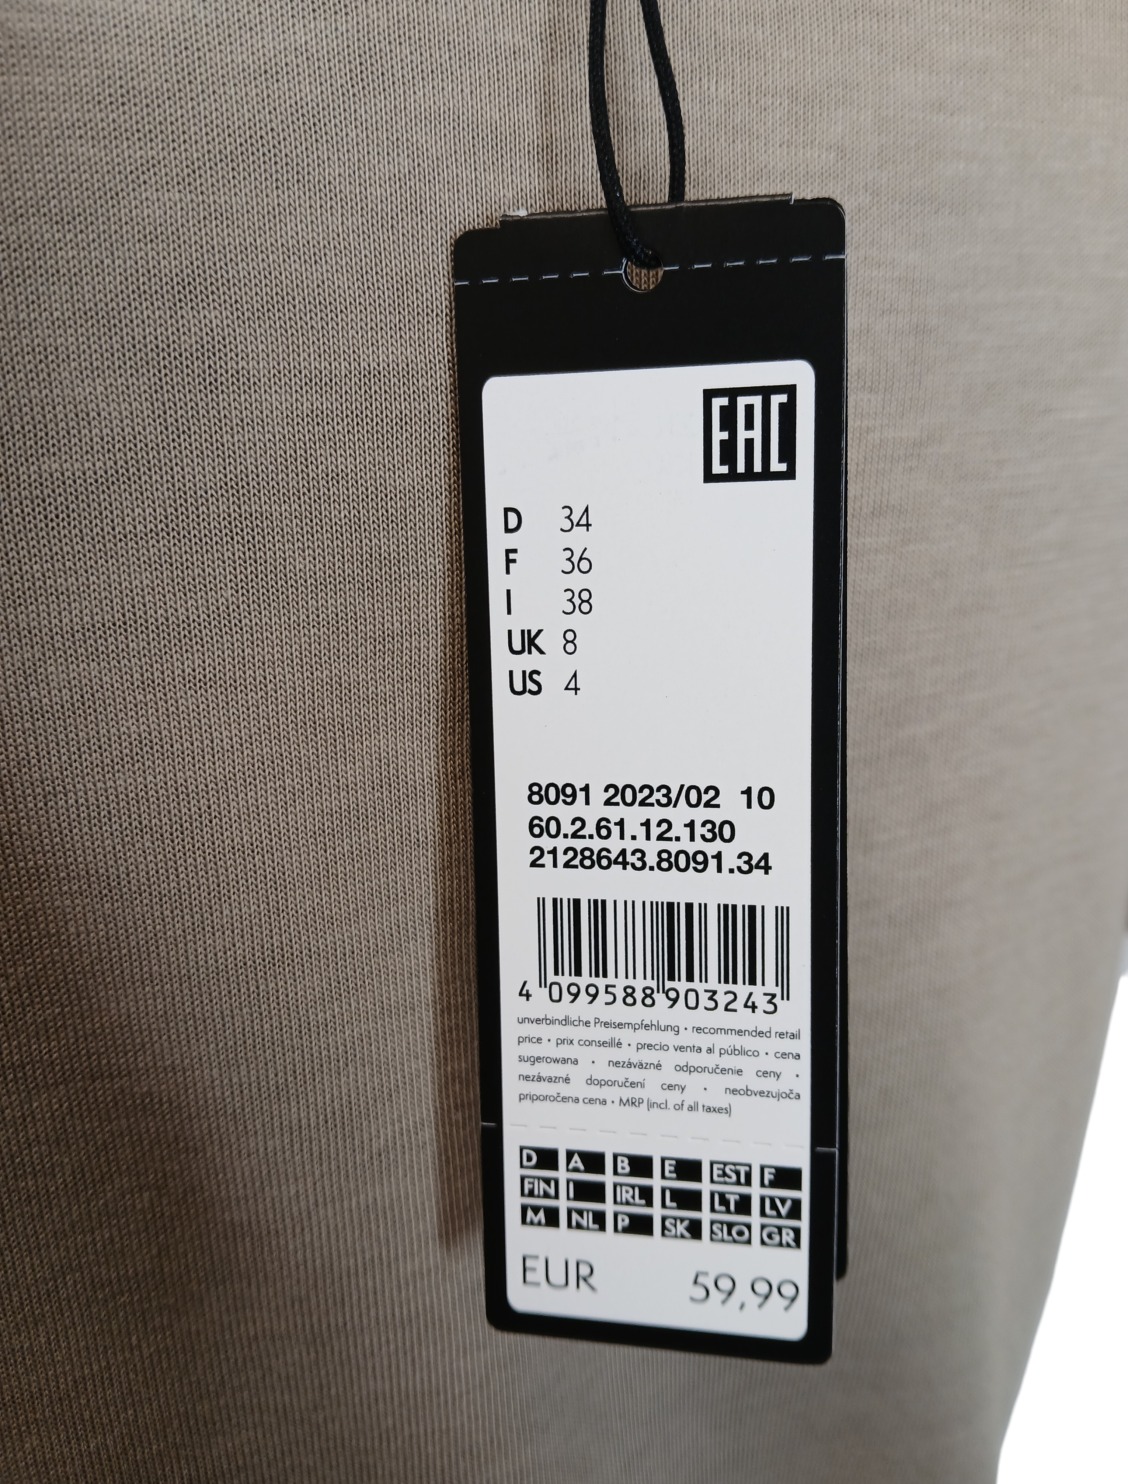 EAC
D 34
F 36
I 38
UK 8
US 4
8091 2023/02 10
60.2.61.12.130
2128643.8091.34
4 099588 903243
unverbindliche Preisempfehlung • recommended retail
price • prix conseillé • precio venta al público • cena
sugerowana • nezáväzné odporučenie ceny •
nezávazné doporučení ceny • neobvezujoča
priporočena cena • MRP (incl. of all taxes)
D A B E EST F
FIN I IRL L LT LV
M NL P SK SLO GR
EUR 59,99